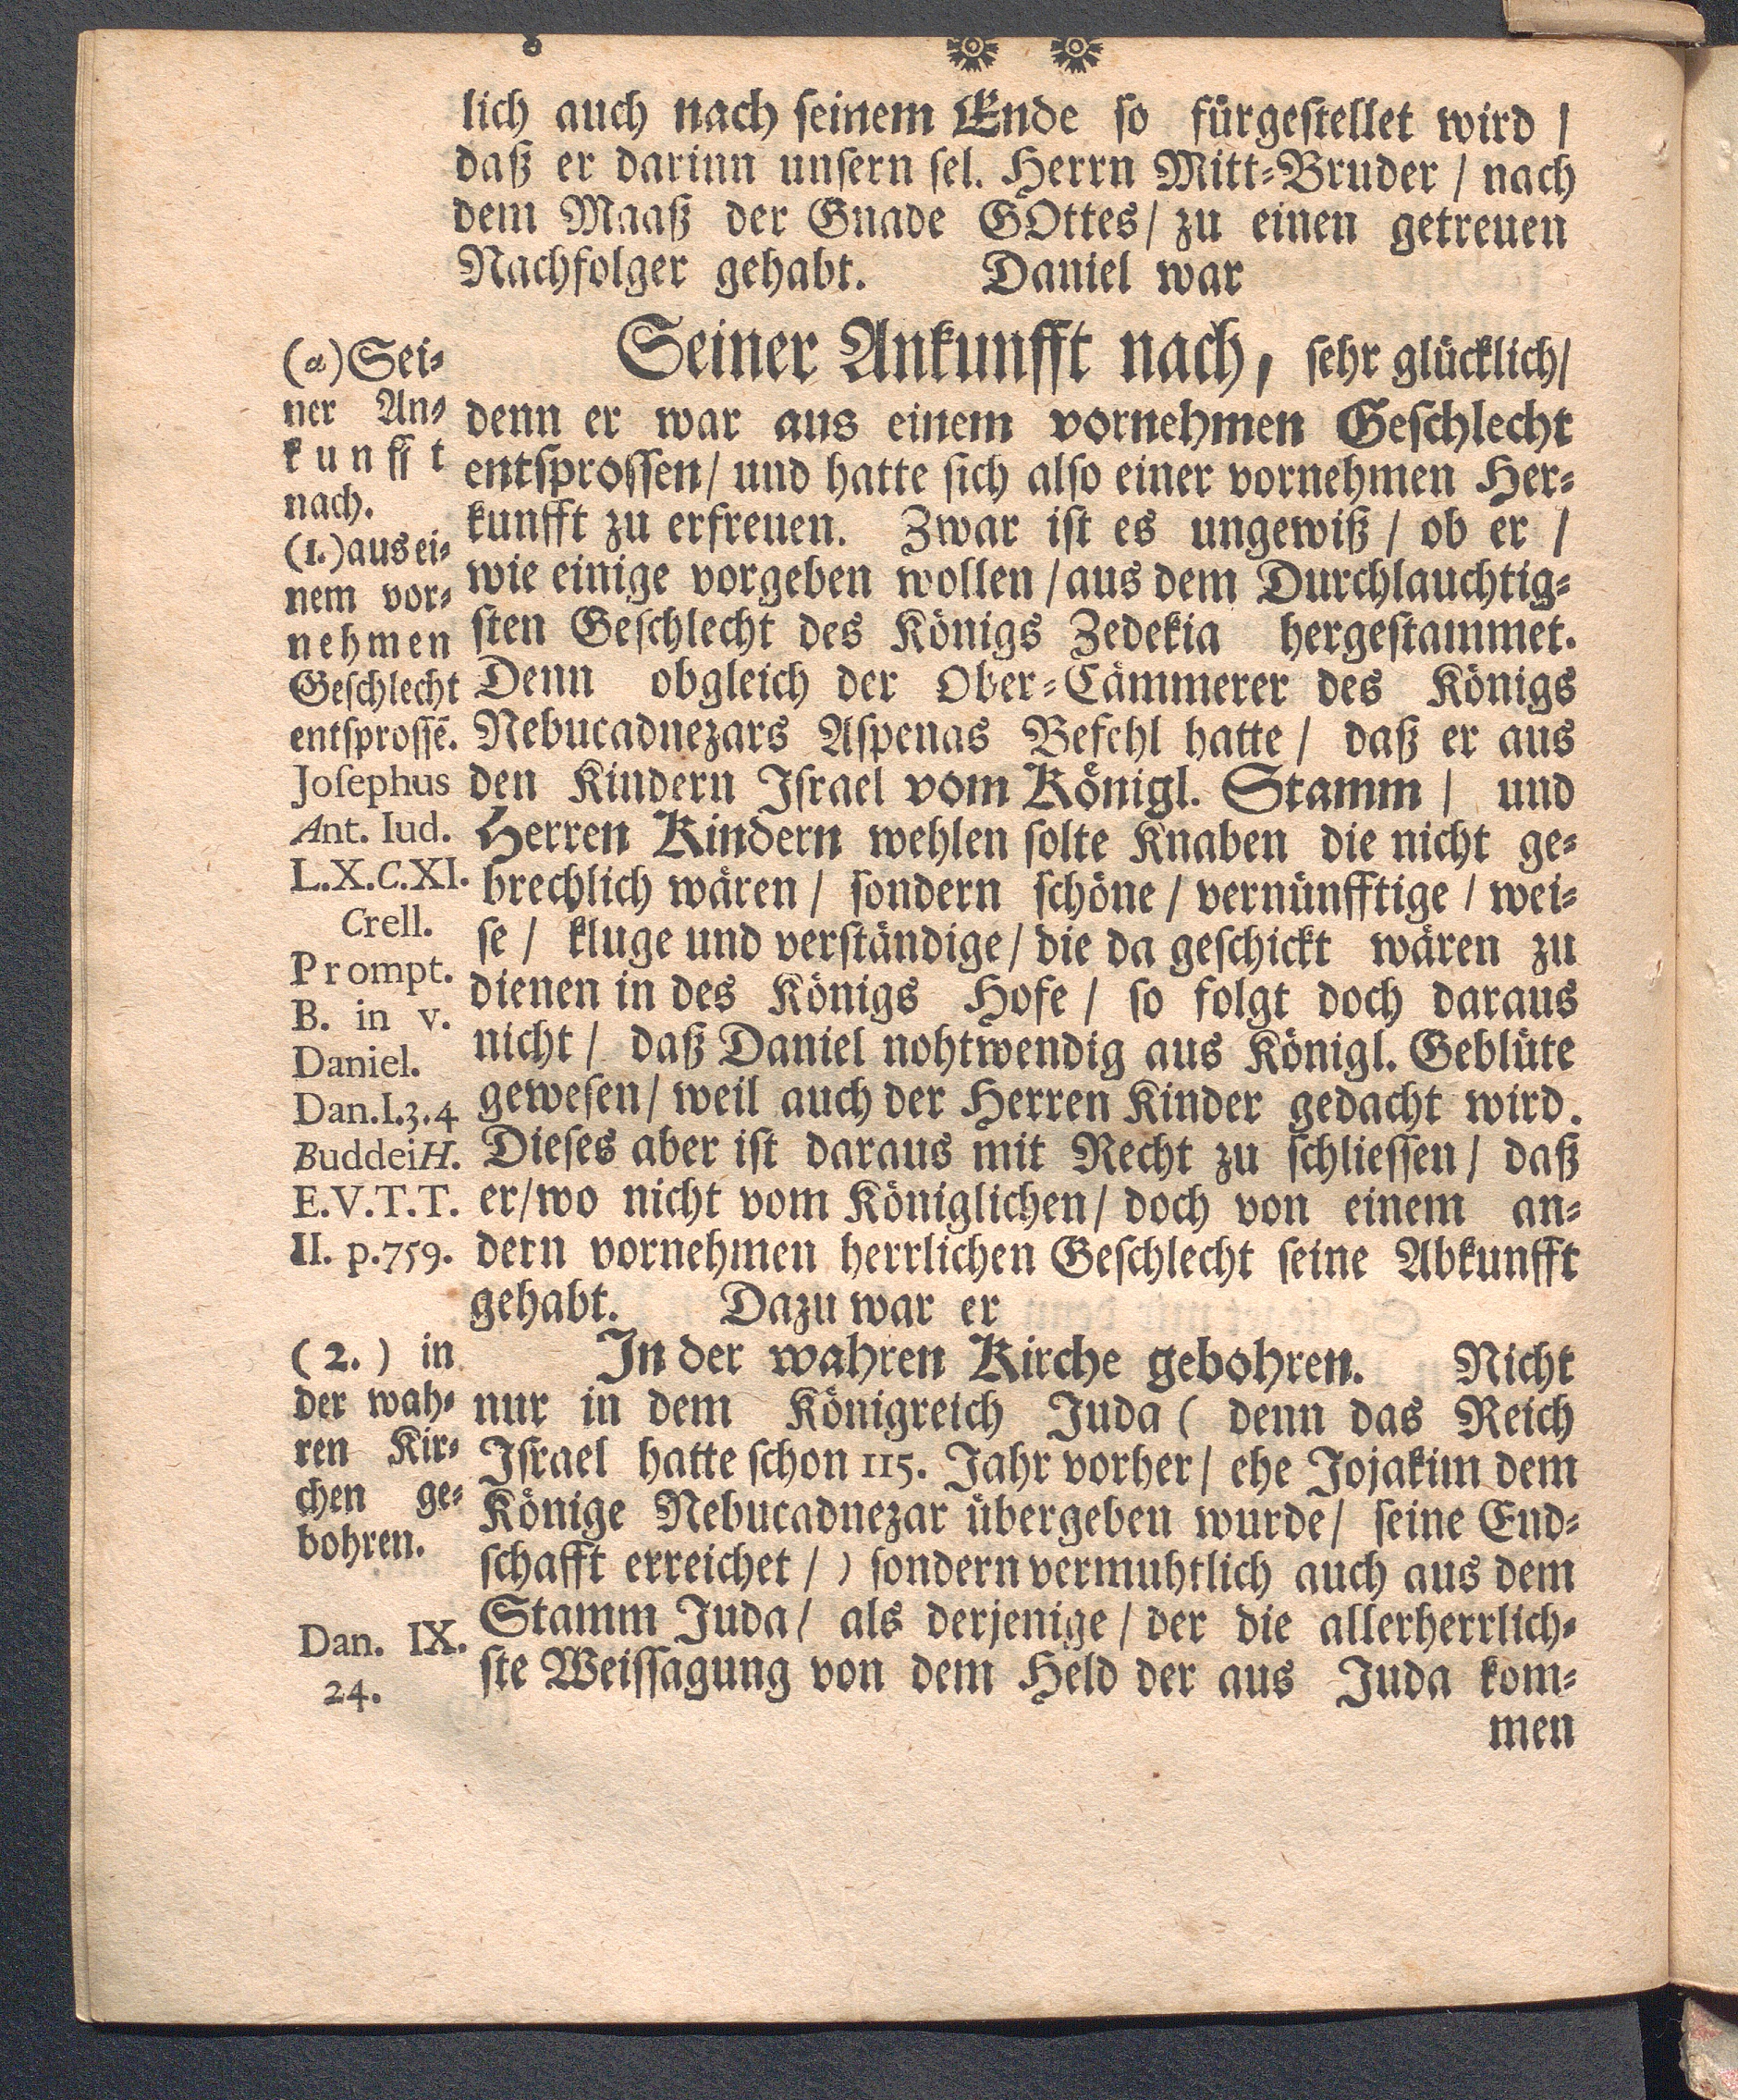 8
lich auch nach ſeinem Ende ſo fürgeſtellet wird /
daß er darinn unſern ſel. Herrn Mitt⸗Bruder / nach
dem Maaß der Gnade GOttes / zu einen getreuen
Nachfolger gehabt. Daniel war
(α) Sei⸗
ner An⸗
kunfft
nach.
(1.) aus ei⸗
nem vor⸗
nehmen
Geſchlecht
entſproſſē.
Joſephus
Ant. Iud.
L.X.C.XI.
Crell.
Prompt.
B. in v.
Daniel.
Dan.I.3.4
Buddei H.
E.V.T.T.
II. p.759.
Seiner Ankunfft nach, ſehr glücklich /
denn er war aus einem vornehmen Geſchlecht
entſproſſen / und hatte ſich alſo einer vornehmen Her⸗
kunfft zu erfreuen. Zwar iſt es ungewiß / ob er /
wie einige vorgeben wollen / aus dem Durchlauchtig⸗
ſten Geſchlecht des Königs Zedekia hergeſtammet.
Denn obgleich der Ober⸗Cämmerer des Königs
Nebucadnezars Aſpenas Befehl hatte / daß er aus
den Kindern Iſrael vom Königl. Stamm / und
Herren Kindern wehlen ſolte Knaben die nicht ge⸗
brechlich wären / ſondern ſchöne / vernünfftige / wei⸗
ſe / kluge und verſtändige / die da geſchickt wären zu
dienen in des Königs Hofe / ſo folgt doch daraus
nicht / daß Daniel nohtwendig aus Königl. Geblüte
geweſen / weil auch der Herren Kinder gedacht wird.
Dieſes aber iſt daraus mit Recht zu ſchlieſſen / daß
er / wo nicht vom Königlichen / doch von einem an⸗
dern vornehmen herrlichen Geſchlecht ſeine Abkunfft
gehabt. Dazu war er
(2.) in
der wah⸗
ren Kir⸗
chen ge⸗
bohren.
Dan. IX.
24.
In der wahren Kirche gebohren. Nicht
nur in dem Königreich Juda ( denn das Reich
Iſrael hatte ſchon 115. Jahr vorher / ehe Jojakim dem
Könige Nebucadnezar übergeben wurde / ſeine End⸗
ſchafft erreichet / ) ſondern vermuhtlich auch aus dem
Stamm Juda / als derjenige / der die allerherrlich⸗
ſte Weiſſagung von dem Held der aus Juda kom⸗
men